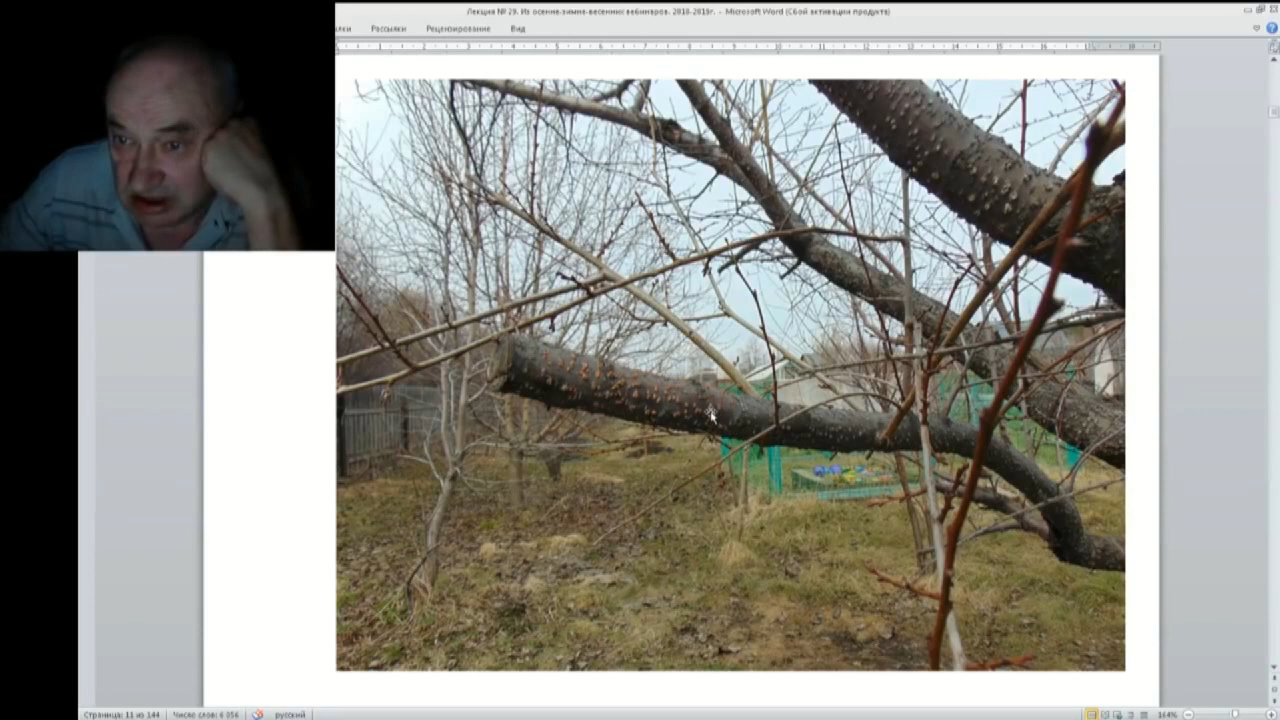 Лекция № 29. Из осенне-зимне-весенних вебинаров. 2018-2019г. - Microsoft Word (Сбой активации продукта)
Рассылки Рецензирование Вид
Страница: 11 из 144 Число слов: 6 056 русский 164%